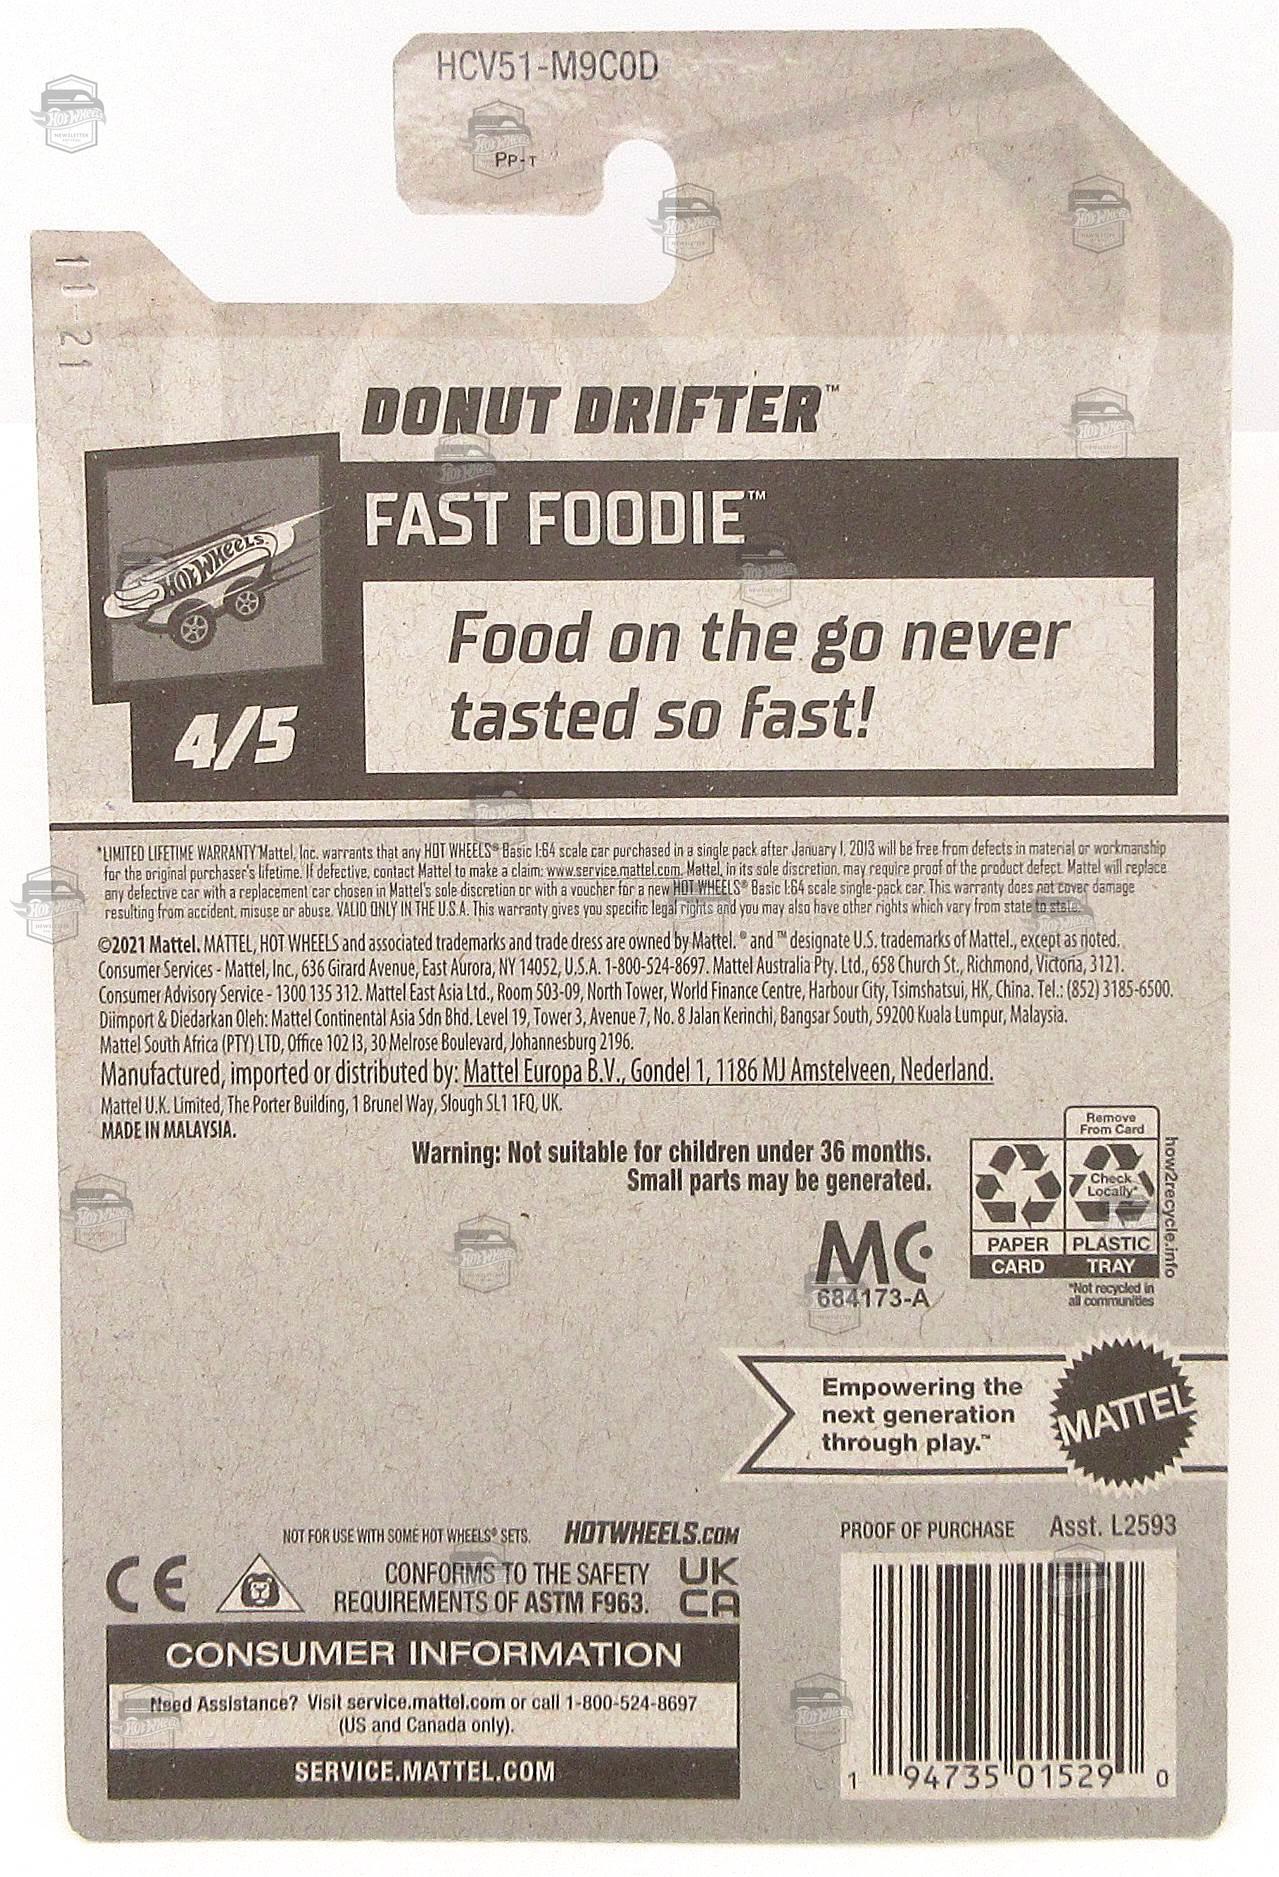 HCV51-M9C0D
PP-T
11-21
DONUT DRIFTER™
FAST FOODIE™
HOT WHEELS
Food on the go never
tasted so fast!
4/5
*LIMITED LIFETIME WARRANTY Mattel, Inc. warrants that any HOT WHEELS® Basic 1:64 scale car purchased in a single pack after January 1, 2013 will be free from defects in material or workmanship
for the original purchaser's lifetime. If defective, contact Mattel to make a claim: www.service.mattel.com. Mattel, in its sole discretion, may require proof of the product defect. Mattel will replace
any defective car with a replacement car chosen in Mattel's sole discretion or with a voucher for a new HOT WHEELS® Basic 1:64 scale single-pack car. This warranty does not cover damage
resulting from accident, misuse or abuse. VALID ONLY IN THE U.S.A. This warranty gives you specific legal rights and you may also have other rights which vary from state to state.
©2021 Mattel. MATTEL, HOT WHEELS and associated trademarks and trade dress are owned by Mattel. ® and ™ designate U.S. trademarks of Mattel., except as noted.
Consumer Services - Mattel, Inc., 636 Girard Avenue, East Aurora, NY 14052, U.S.A. 1-800-524-8697. Mattel Australia Pty. Ltd., 658 Church St., Richmond, Victoria, 3121.
Consumer Advisory Service - 1300 135 312. Mattel East Asia Ltd., Room 503-09, North Tower, World Finance Centre, Harbour City, Tsimshatsui, HK, China. Tel.: (852) 3185-6500.
Diimport & Diedarkan Oleh: Mattel Continental Asia Sdn Bhd. Level 19, Tower 3, Avenue 7, No. 8 Jalan Kerinchi, Bangsar South, 59200 Kuala Lumpur, Malaysia.
Mattel South Africa (PTY) LTD, Office 102 I3, 30 Melrose Boulevard, Johannesburg 2196.
Manufactured, imported or distributed by: Mattel Europa B.V., Gondel 1, 1186 MJ Amstelveen, Nederland.
Mattel U.K. Limited, The Porter Building, 1 Brunel Way, Slough SL1 1FQ, UK.
MADE IN MALAYSIA.
Warning: Not suitable for children under 36 months.
Small parts may be generated.
Remove
From Card
Check
Locally*
PAPER
PLASTIC
CARD
TRAY
how2recycle.info
*Not recycled in
all communities
MC
684173-A
Empowering the
next generation
through play.™
MATTEL
NOT FOR USE WITH SOME HOT WHEELS® SETS.
HOTWHEELS.COM
PROOF OF PURCHASE
Asst. L2593
CE
CONFORMS TO THE SAFETY
REQUIREMENTS OF ASTM F963.
UK
CA
CONSUMER INFORMATION
Need Assistance? Visit service.mattel.com or call 1-800-524-8697
(US and Canada only).
SERVICE.MATTEL.COM
1 94735 01529 0